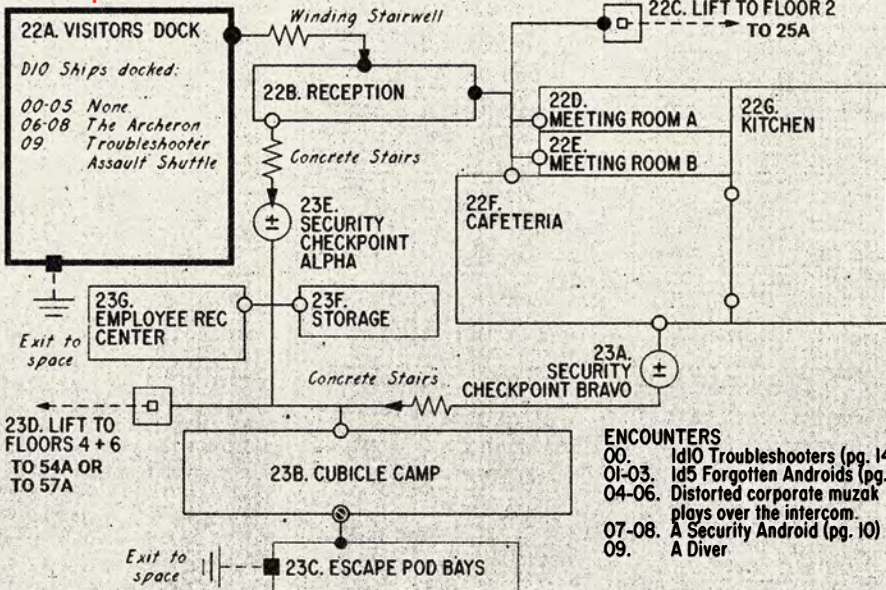 22A. VISITORS DOCK
D10 Ships docked:
00-05 None
06-08 The Archeron
09. Troubleshooter
Assault Shuttle
Exit to
space
Winding Stairwell
22B. RECEPTION
Concrete Stairs
22C. LIFT TO FLOOR 2
TO 25A
22D.
MEETING ROOM A
22E.
MEETING ROOM B
22F.
CAFETERIA
22G.
KITCHEN
23E.
SECURITY
CHECKPOINT
ALPHA
23G.
EMPLOYEE REC
CENTER
23F.
STORAGE
23A.
SECURITY
CHECKPOINT BRAVO
Concrete Stairs
23D. LIFT TO
FLOORS 4 + 6
TO 54A OR
TO 57A
23B. CUBICLE CAMP
Exit to
space
23C. ESCAPE POD BAYS
ENCOUNTERS
00. 1d10 Troubleshooters (pg. 14
01-03. 1d5 Forgotten Androids (pg.
04-06. Distorted corporate muzak
plays over the intercom.
07-08. A Security Android (pg. 10)
09. A Diver